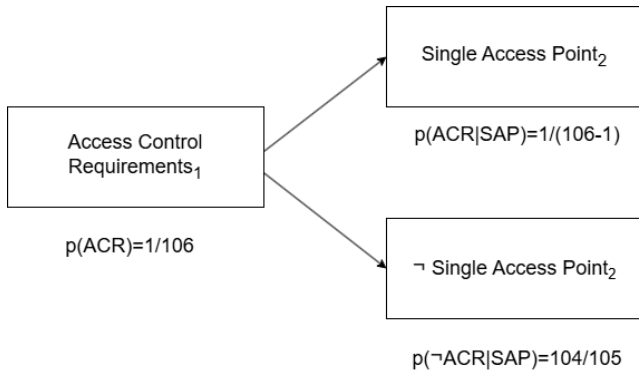 Single Access Point₂
p(ACR|SAP)=1/(106-1)
Access Control
Requirements₁
p(ACR)=1/106
¬ Single Access Point₂
p(¬ACR|SAP)=104/105